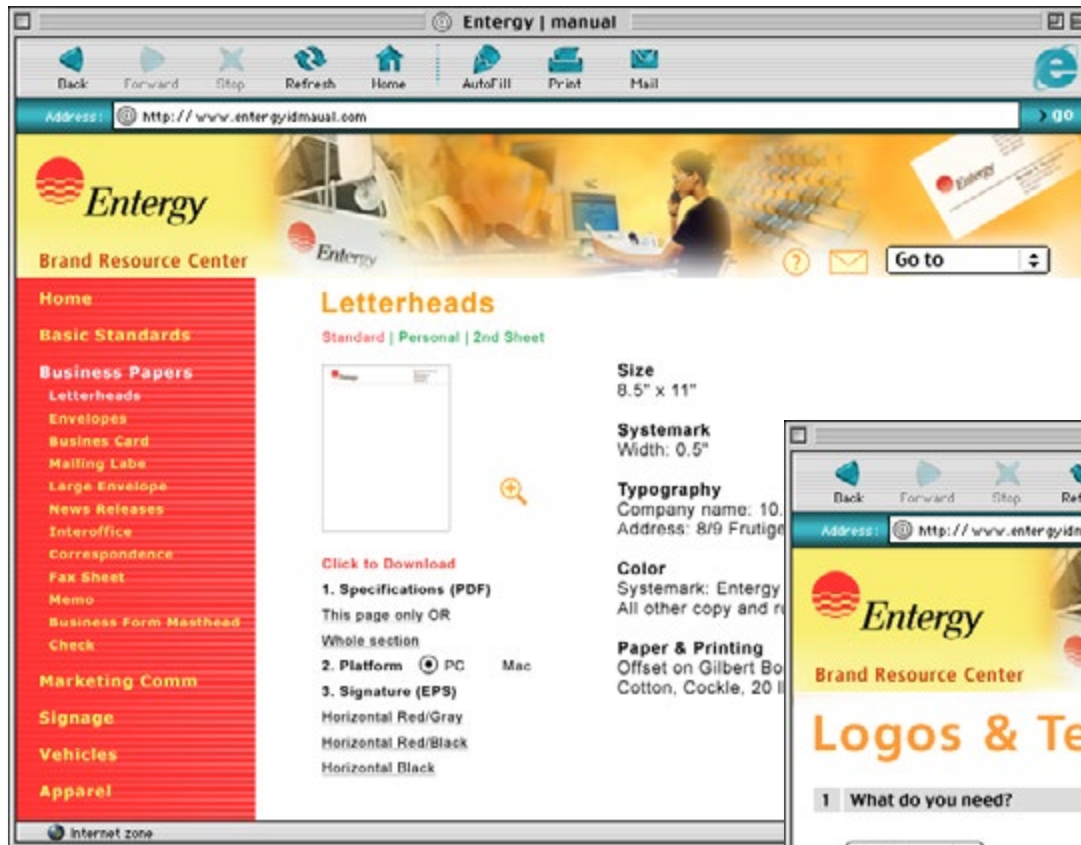 Entergy | manual
Back Forward Stop Refresh Home AutoFill Print Mail
Address: http://www.entergyidmaual.com > go
Entergy
Entergy
Entergy
Brand Resource Center
? Go to
Home
Basic Standards
Business Papers
Letterheads
Envelopes
Busines Card
Mailing Labe
Large Envelope
News Releases
Interoffice
Correspondence
Fax Sheet
Memo
Business Form Masthead
Check
Marketing Comm
Signage
Vehicles
Apparel
Letterheads
Standard | Personal | 2nd Sheet
Entergy
Click to Download
1. Specifications (PDF)
This page only OR
Whole section
2. Platform PC Mac
3. Signature (EPS)
Horizontal Red/Gray
Horizontal Red/Black
Horizontal Black
Size
8.5" x 11"
Systemark
Width: 0.5"
Typography
Company name: 10.
Address: 8/9 Frutige
Color
Systemark: Entergy
All other copy and ru
Paper & Printing
Offset on Gilbert Bo
Cotton, Cockle, 20 l
Internet zone
Back Forward Stop Ref
Address: http://www.entergyidm
Entergy
Brand Resource Center
Logos & Te
1 What do you need?